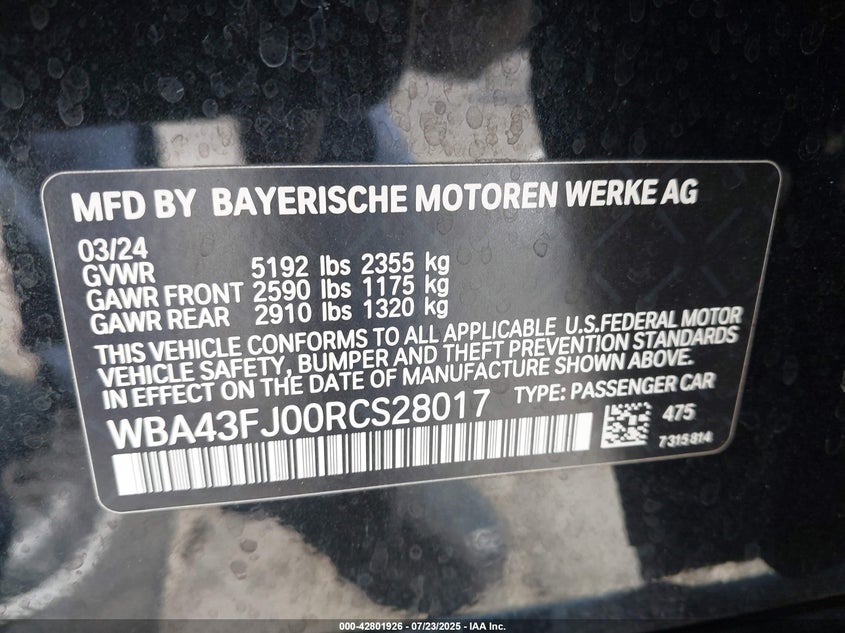 MFD BY BAYERISCHE MOTOREN WERKE AG
03/24
GVWR 5192 lbs 2355 kg
GAWR FRONT 2590 lbs 1175 kg
GAWR REAR 2910 lbs 1320 kg
THIS VEHICLE CONFORMS TO ALL APPLICABLE U.S.FEDERAL MOTOR
VEHICLE SAFETY, BUMPER AND THEFT PREVENTION STANDARDS
IN EFFECT ON THE DATE OF MANUFACTURE SHOWN ABOVE.
WBA43FJ00RCS28017 TYPE: PASSENGER CAR
475
7315814
000-42801926 - 07/23/2025 - IAA Inc.